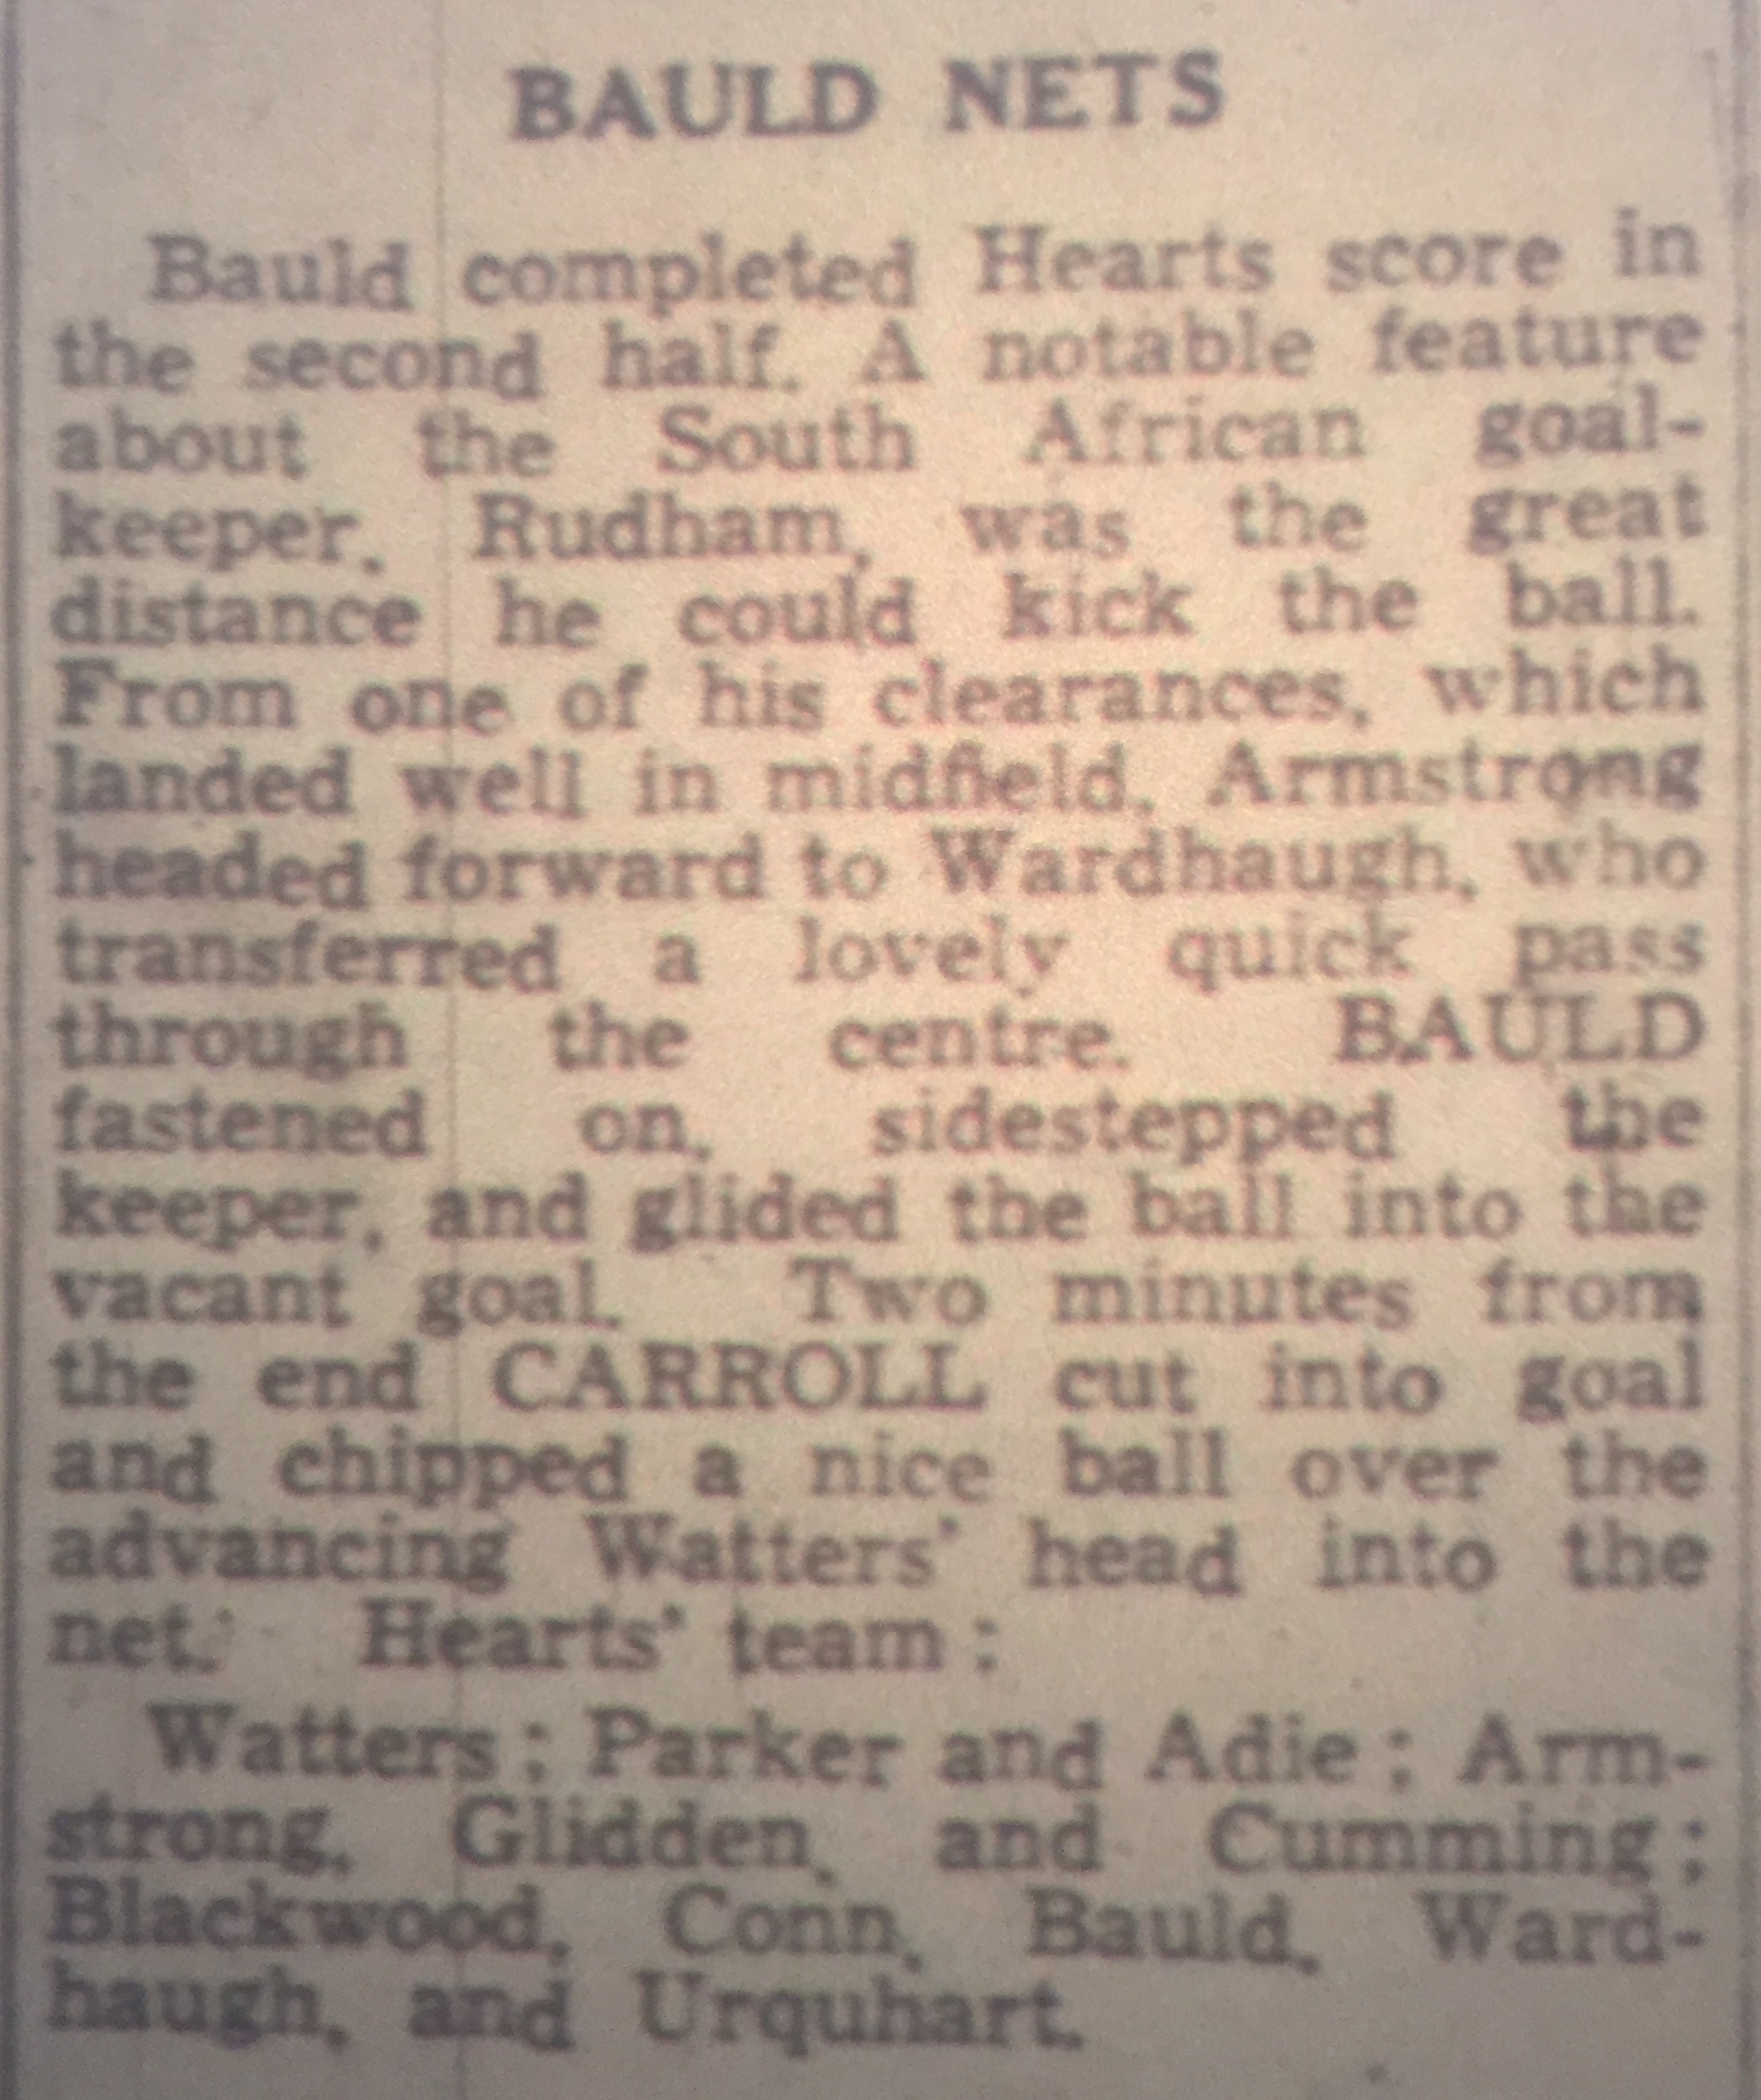 BAULD NETS
Bauld completed Hearts score in
the second half. A notable feature
about the South African goal-
keeper, Rudham, was the great
distance he could kick the ball.
From one of his clearances, which
landed well in midfield, Armstrong
headed forward to Wardhaugh, who
transferred a lovely quick pass
through the centre. BAULD
fastened on, sidestepped the
keeper, and glided the ball into the
vacant goal. Two minutes from
the end CARROLL cut into goal
and chipped a nice ball over the
advancing Watters' head into the
net. Hearts' team :
Watters ; Parker and Adie ; Arm-
strong, Glidden, and Cumming ;
Blackwood, Conn, Bauld, Ward-
haugh, and Urquhart.